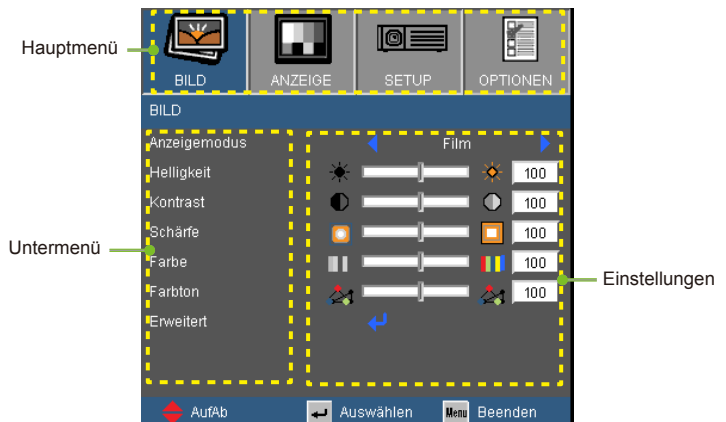 Hauptmenü
BILD ANZEIGE SETUP OPTIONEN
BILD
Anzeigemodus Film
Helligkeit 100
Kontrast 100
Schärfe 100
Untermenü
Farbe 100
Einstellungen
Farbton 100
Erweitert
AufAb Auswählen Menu Beenden